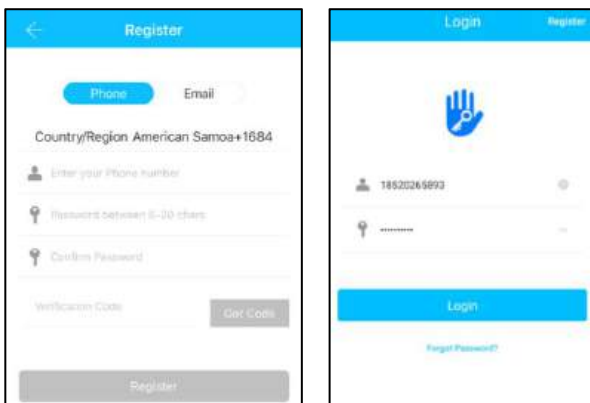 Register
Phone Email
Country/Region American Samoa+1684
Enter your Phone number
Password between 6-20 chars
Confirm Password
Verification Code
Get Code
Register
Login Register
18520265893
Login
Forgot Password?